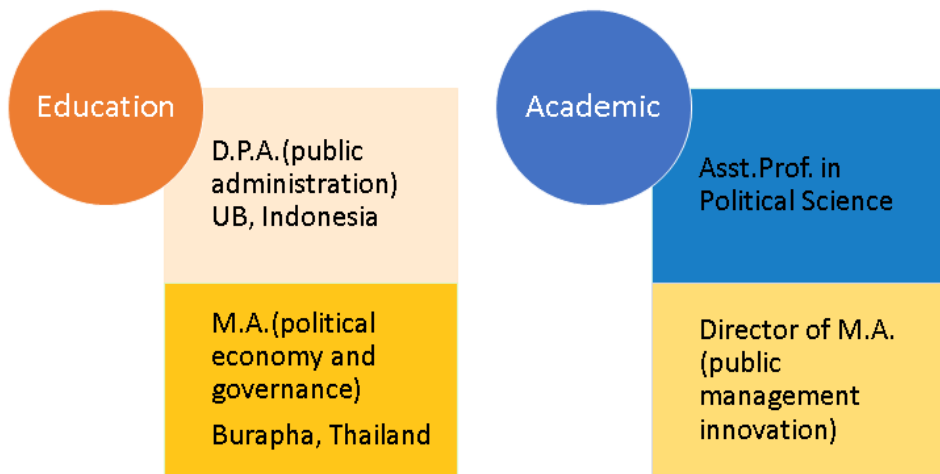 Education
D.P.A.(public
administration)
UB, Indonesia
M.A.(political
economy and
governance)
Burapha, Thailand
Academic
Asst.Prof. in
Political Science
Director of M.A.
(public
management
innovation)